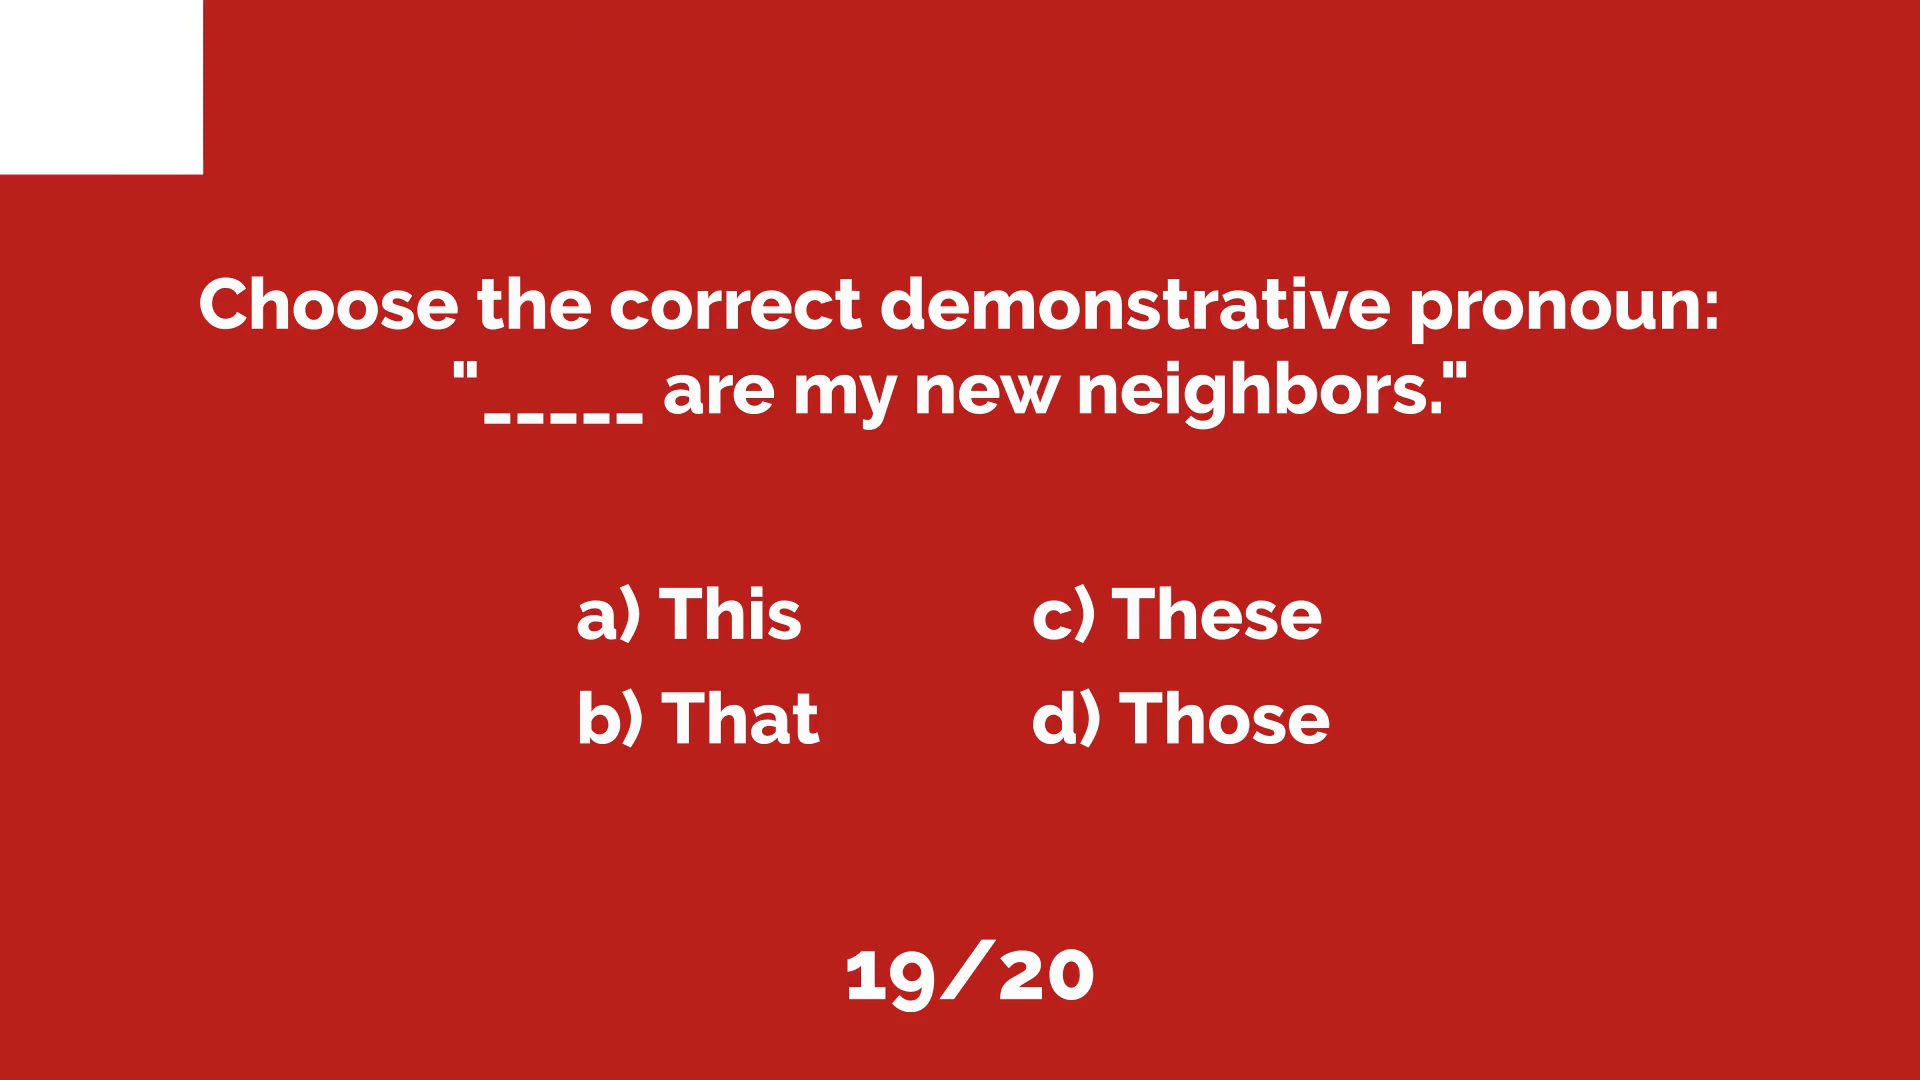 Choose the correct demonstrative pronoun:
"_____ are my new neighbors."
a) This
b) That
c) These
d) Those
19/20